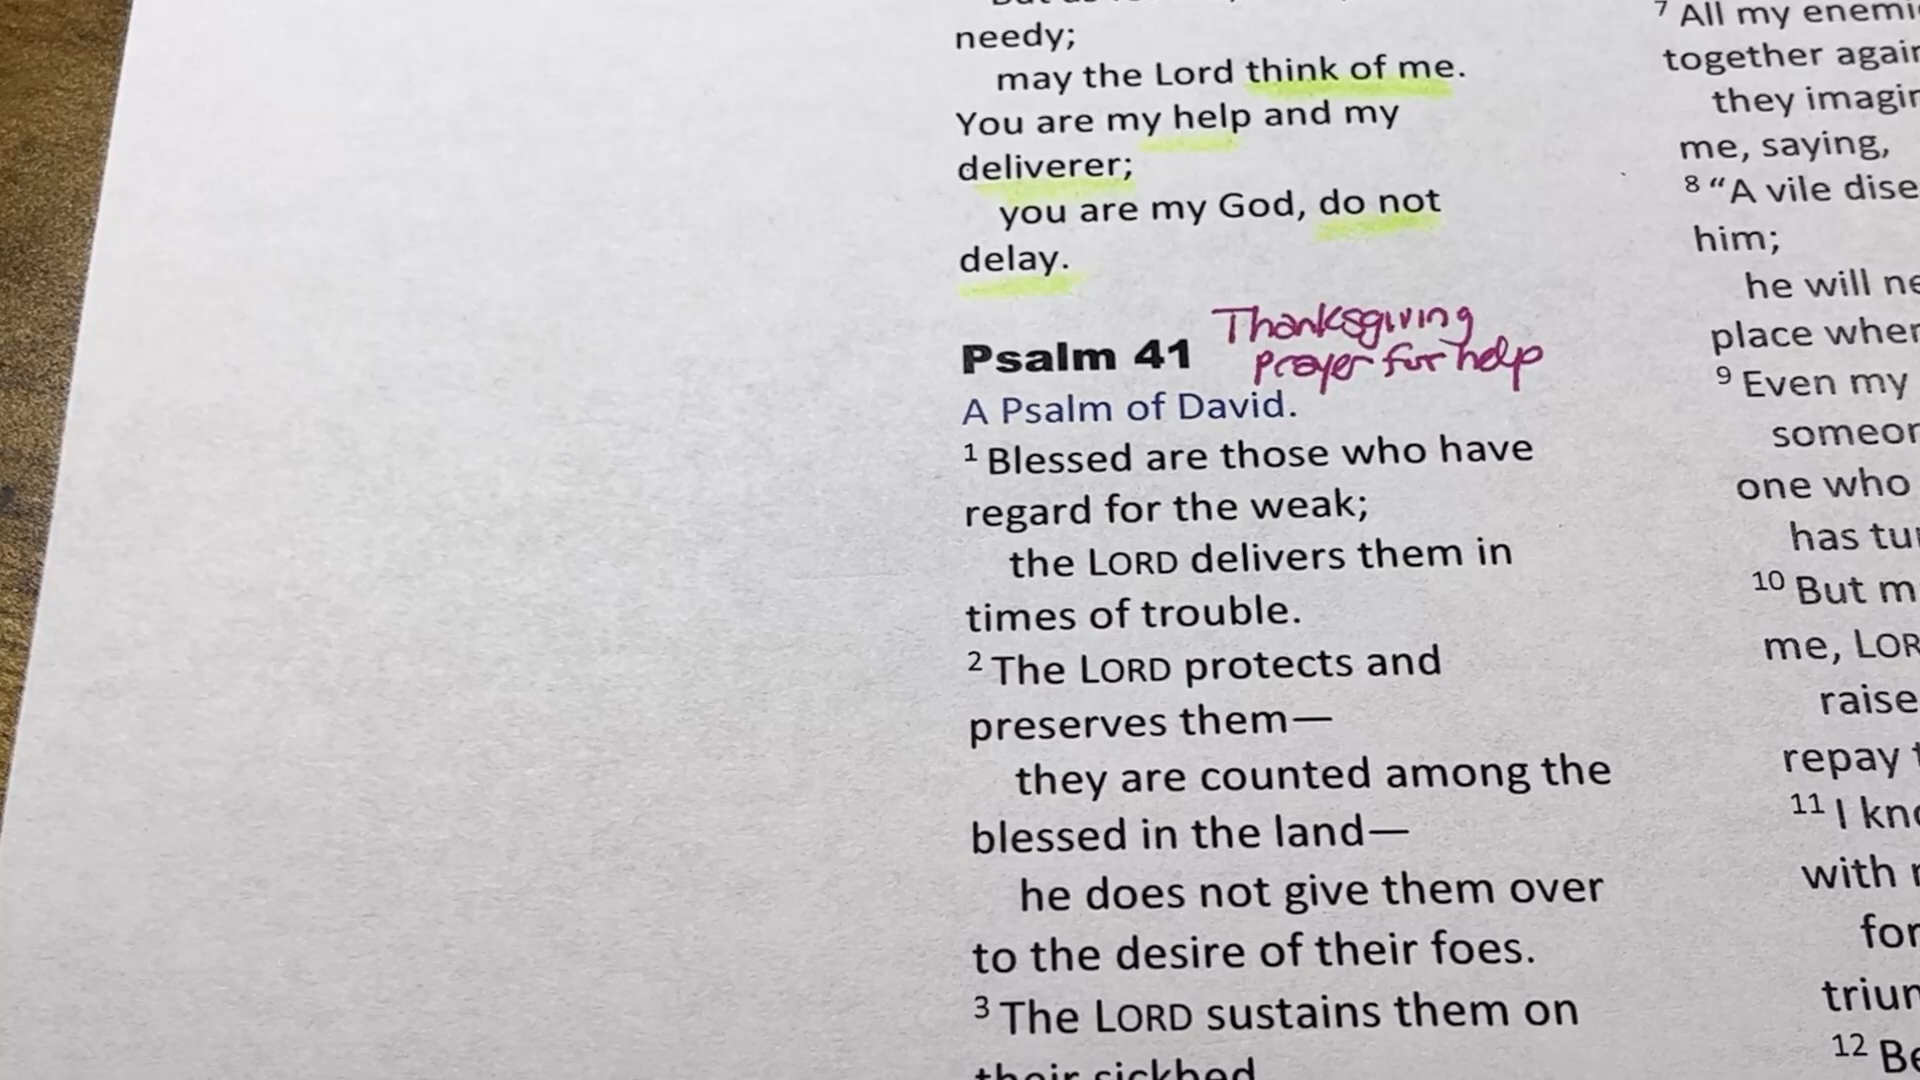 needy;
may the Lord think of me.
You are my help and my
deliverer;
you are my God, do not
delay.
Psalm 41
Thanksgiving
prayer for help
A Psalm of David.
1 Blessed are those who have
regard for the weak;
the LORD delivers them in
times of trouble.
2 The LORD protects and
preserves them—
they are counted among the
blessed in the land—
he does not give them over
to the desire of their foes.
3 The LORD sustains them on
their sickbed
7 All my
together
they
me, saying,
8 “A vile
him;
he will
place
9 Even my
one who
has
10 But
me,
raise
repay
11 I
with
12